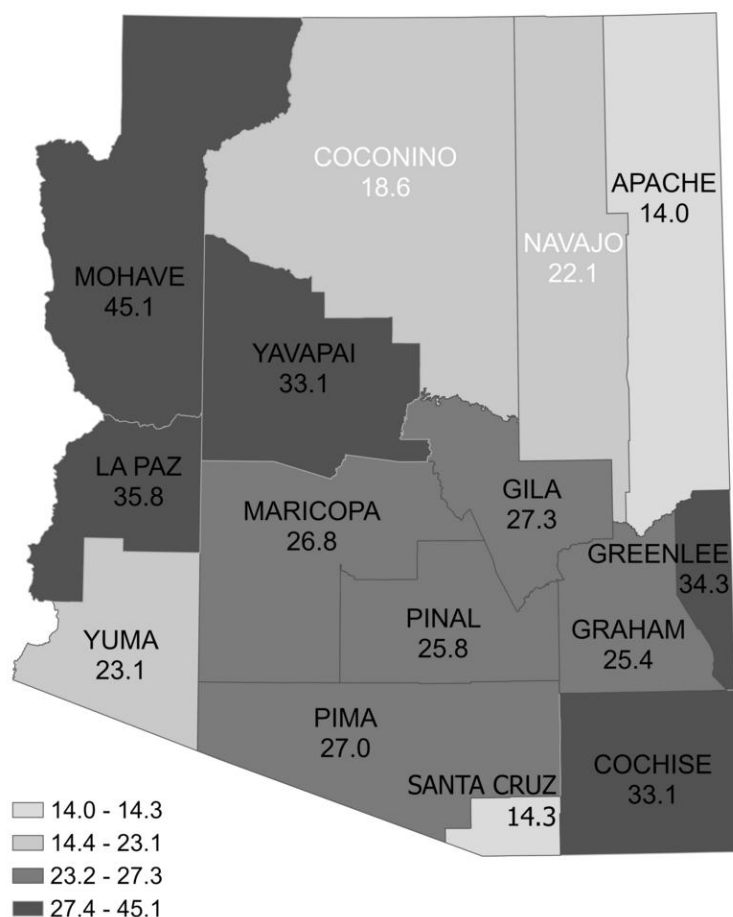 COCONINO
18.6
APACHE
14.0
NAVAJO
22.1
MOHAVE
45.1
YAVAPAI
33.1
LA PAZ
35.8
GILA
27.3
MARICOPA
26.8
GREENLEE
34.3
PINAL
25.8
GRAHAM
25.4
YUMA
23.1
PIMA
27.0
COCHISE
33.1
SANTA CRUZ
14.3
14.0 - 14.3
14.4 - 23.1
23.2 - 27.3
27.4 - 45.1